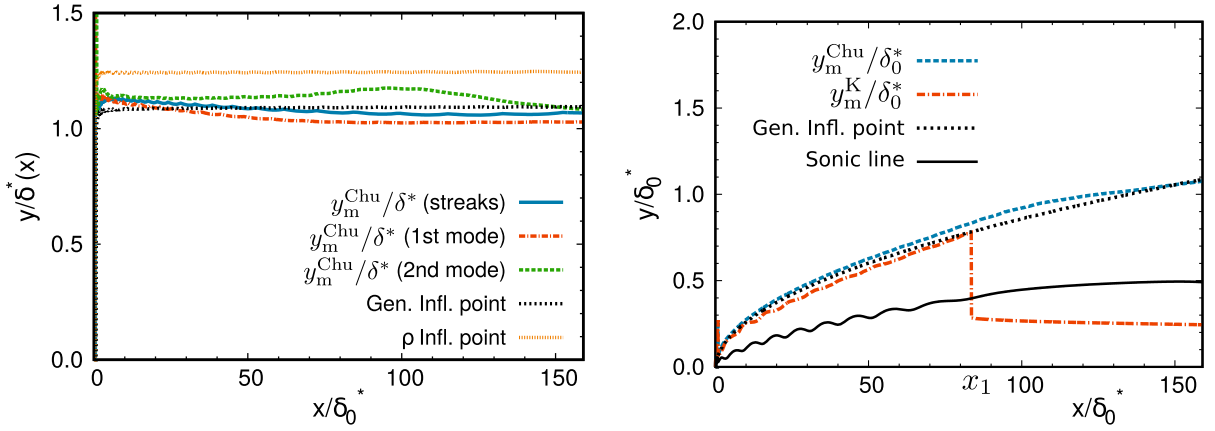 1.5
1.0
0.5
0.0
y/δ*(x)
y_m^Chu/δ* (streaks)
y_m^Chu/δ* (1st mode)
y_m^Chu/δ* (2nd mode)
Gen. Infl. point
ρ Infl. point
0 50 100 150
x/δ₀*
2.0
1.5
1.0
0.5
0.0
y/δ₀*
y_m^Chu/δ₀*
y_m^K/δ₀*
Gen. Infl. point
Sonic line
0 50 x₁ 100 150
x/δ₀*